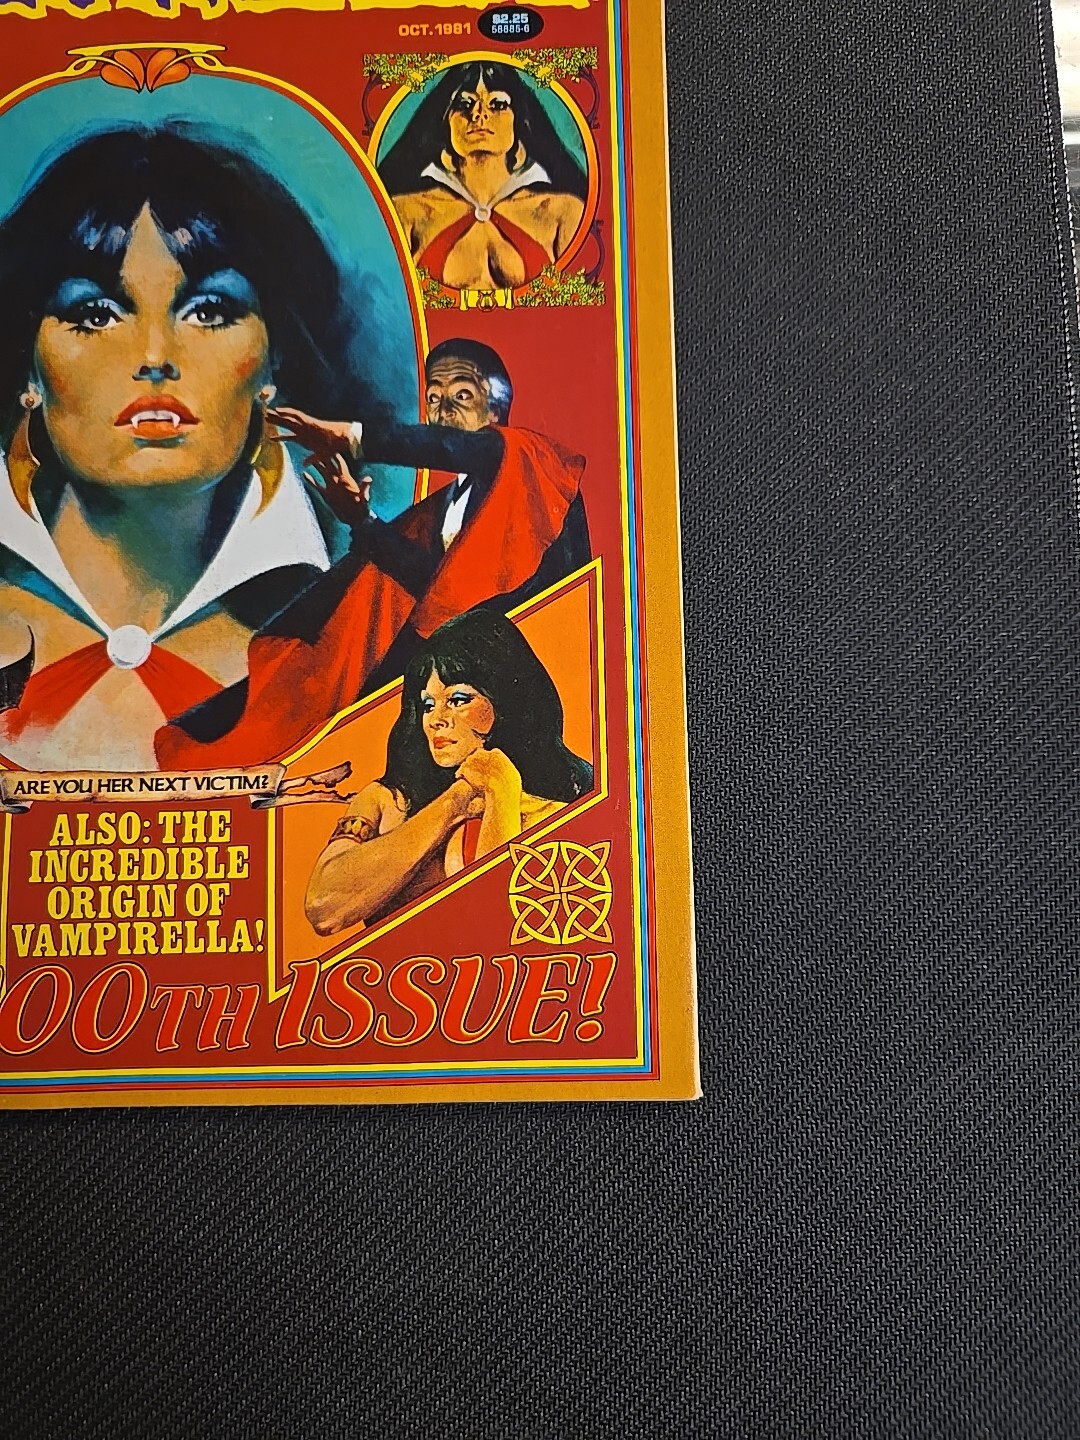 OCT. 1981
$2.25
58885-6
ARE YOU HER NEXT VICTIM?
ALSO: THE
INCREDIBLE
ORIGIN OF
VAMPIRELLA!
00TH ISSUE!